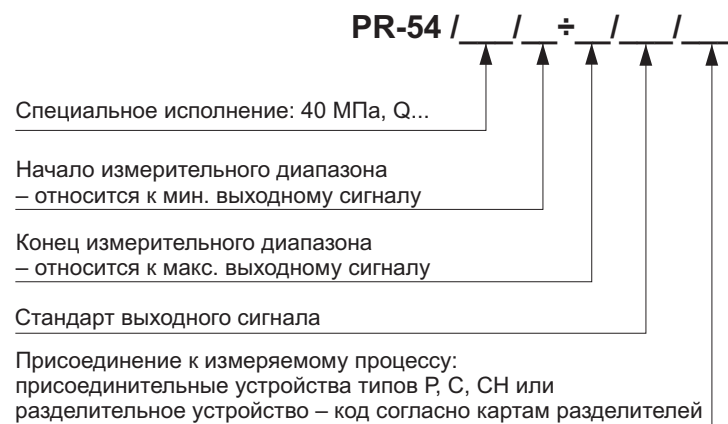 PR-54 /___/__÷__/___/___
Специальное исполнение: 40 МПа, Q...
Начало измерительного диапазона
– относится к мин. выходному сигналу
Конец измерительного диапазона
– относится к макс. выходному сигналу
Стандарт выходного сигнала
Присоединение к измеряемому процессу:
присоединительные устройства типов P, C, CH или
разделительное устройство – код согласно картам разделителей